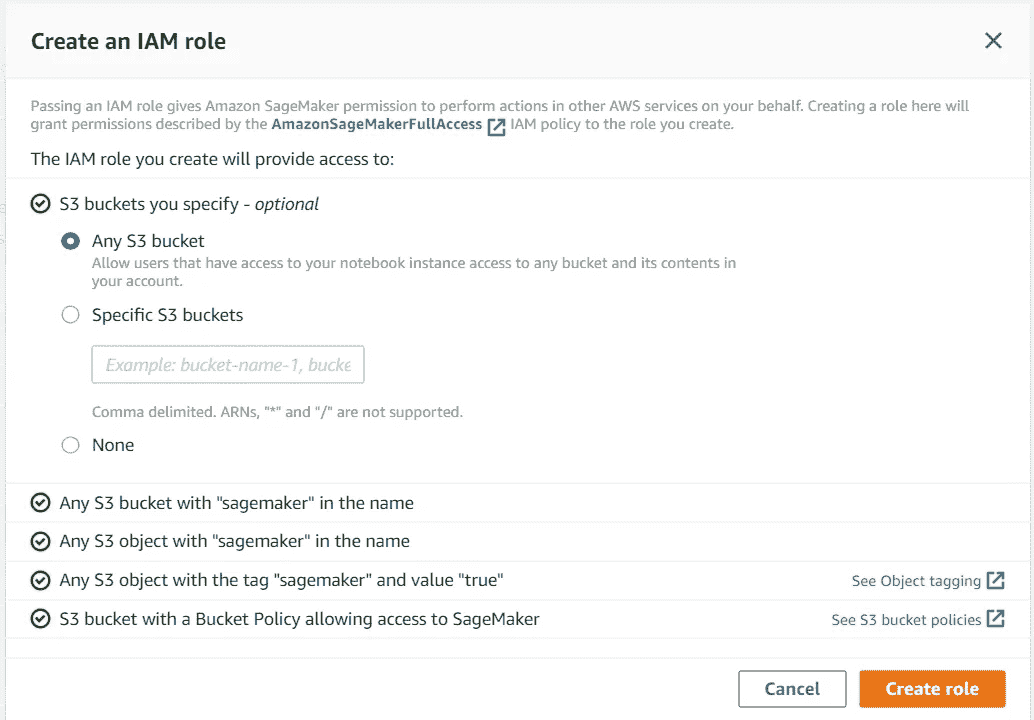 Create an IAM role
Passing an IAM role gives Amazon SageMaker permission to perform actions in other AWS services on your behalf. Creating a role here will
grant permissions described by the AmazonSageMakerFullAccess IAM policy to the role you create.
The IAM role you create will provide access to:
S3 buckets you specify - optional
Any S3 bucket
Allow users that have access to your notebook instance access to any bucket and its contents in
your account.
Specific S3 buckets
Example: bucket-name-1, bucke
Comma delimited. ARNs, "*" and "/" are not supported.
None
Any S3 bucket with "sagemaker" in the name
Any S3 object with "sagemaker" in the name
Any S3 object with the tag "sagemaker" and value "true" See Object tagging
S3 bucket with a Bucket Policy allowing access to SageMaker See S3 bucket policies
Cancel Create role